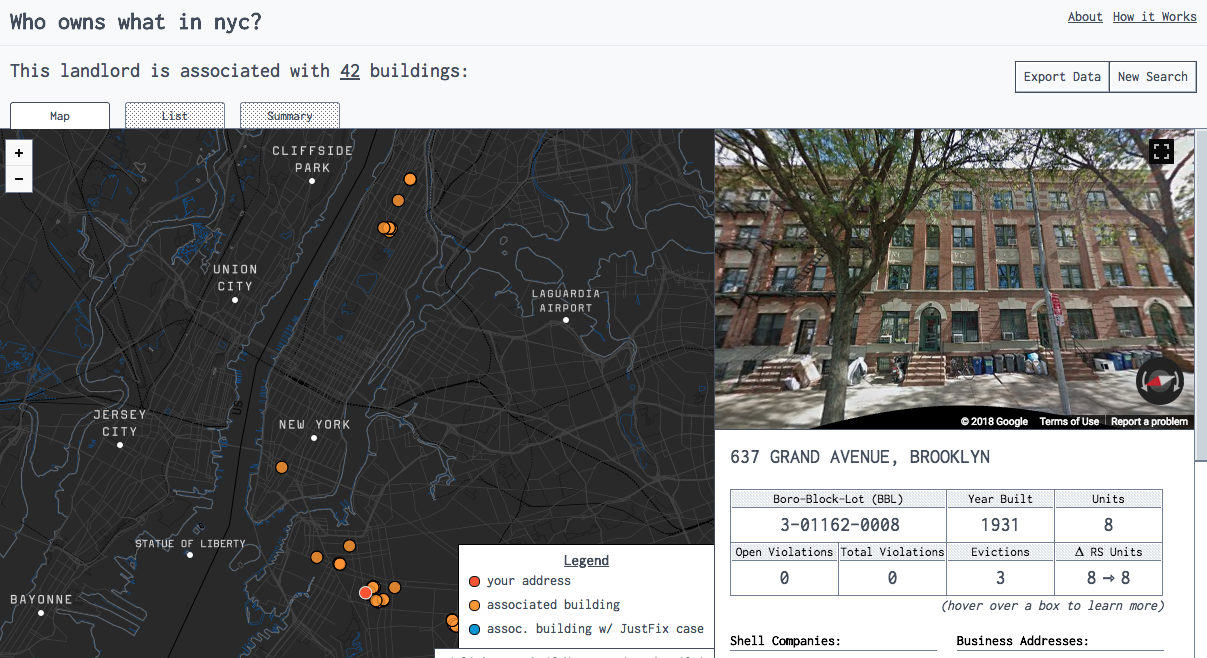 Who owns what in nyc?
About How it Works
This landlord is associated with 42 buildings:
Export Data New Search
Map List Summary
+
−
CLIFFSIDE
PARK
UNION
CITY
LAGUARDIA
AIRPORT
US
JERSEY
CITY
NEW YORK
STATUE OF LIBERTY
BAYONNE
Legend
your address
associated building
assoc. building w/ JustFix case
© 2018 Google Terms of Use Report a problem
637 GRAND AVENUE, BROOKLYN
Boro-Block-Lot (BBL) Year Built Units
3-01162-0008 1931 8
Open Violations Total Violations Evictions Δ RS Units
0 0 3 8 → 8
(hover over a box to learn more)
Shell Companies: Business Addresses: